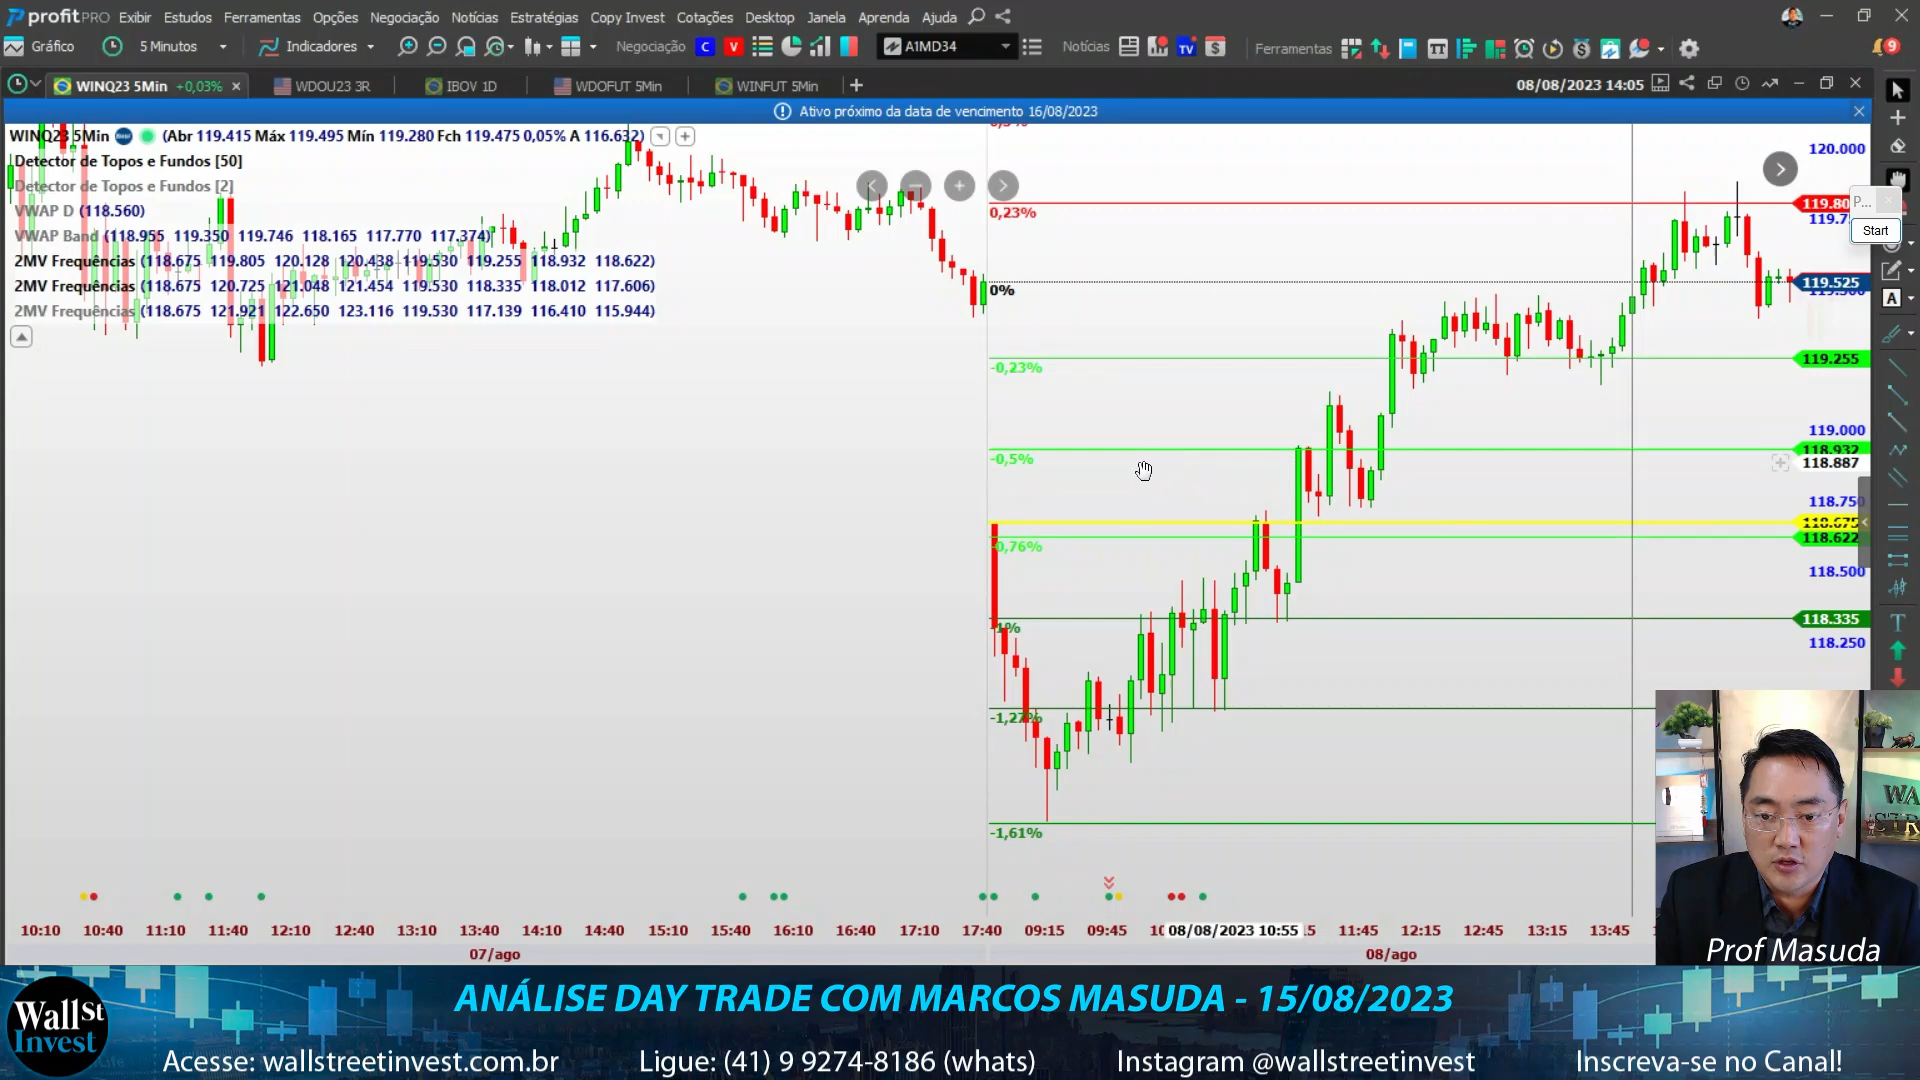 profitPRO Exibir Estudos Ferramentas Opções Negociação Notícias Estratégias Copy Invest Cotações Desktop Janela Aprenda Ajuda
Gráfico 5 Minutos Indicadores Negociação C V A1MD34 Notícias TV $ Ferramentas 9
WINQ23 5Min +0,03% WDOU23 3R IBOV 1D WDOFUT 5Min WINFUT 5Min 08/08/2023 14:05
Ativo próximo da data de vencimento 16/08/2023
WINQ23 5Min (Abr 119.415 Máx 119.495 Mín 119.280 Fch 119.475 0,05% A 116.632)
Detector de Topos e Fundos [50]
Detector de Topos e Fundos [2]
VWAP D (118.560)
VWAP Band (118.955 119.350 119.746 118.165 117.770 117.374)
2MV Frequências (118.675 119.805 120.128 120.438 119.530 119.255 118.932 118.622)
2MV Frequências (118.675 120.725 121.048 121.454 119.530 118.335 118.012 117.606)
2MV Frequências (118.675 121.921 122.650 123.116 119.530 117.139 116.410 115.944)
120.000
P...
Start
0,23%
0%
119.525
-0,23%
119.255
119.000
-0,5%
118.932
118.887
118.750
118.675
118.622
-0,76%
118.500
118.335
-1%
118.250
-1,27%
-1,61%
10:10 10:40 11:10 11:40 12:10 12:40 13:10 13:40 14:10 14:40 15:10 15:40 16:10 16:40 17:10 17:40 09:15 09:45 08/08/2023 10:55 11:45 12:15 12:45 13:15 13:45
07/ago 08/ago
Prof Masuda
Wall St Invest
ANÁLISE DAY TRADE COM MARCOS MASUDA - 15/08/2023
Acesse: wallstreetinvest.com.br Ligue: (41) 9 9274-8186 (whats) Instagram @wallstreetinvest Inscreva-se no Canal!